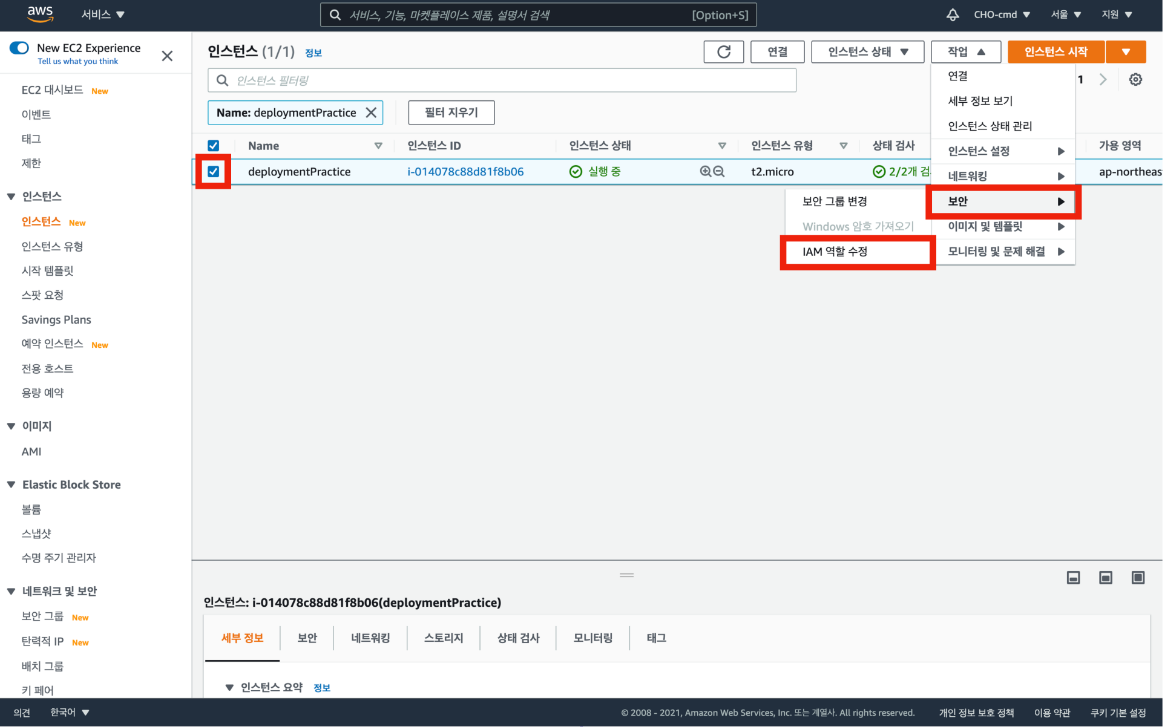 aws
서비스 ▼
서비스, 기능, 마켓플레이스 제품, 설명서 검색
[Option+S]
CHO-cmd ▼
서울 ▼
지원 ▼
New EC2 Experience
Tell us what you think
EC2 대시보드 New
이벤트
태그
제한
인스턴스
인스턴스 New
인스턴스 유형
시작 템플릿
스팟 요청
Savings Plans
예약 인스턴스 New
전용 호스트
용량 예약
이미지
AMI
Elastic Block Store
볼륨
스냅샷
수명 주기 관리자
네트워크 및 보안
보안 그룹 New
탄력적 IP New
배치 그룹
키 페어
인스턴스 (1/1) 정보
연결
인스턴스 상태 ▼
작업 ▲
인스턴스 시작
인스턴스 필터링
1
Name: deploymentPractice
필터 지우기
Name
인스턴스 ID
인스턴스 상태
인스턴스 유형
상태 검사
가용 영역
deploymentPractice
i-014078c88d81f8b06
실행 중
t2.micro
2/2개 검
ap-northeas
연결
세부 정보 보기
인스턴스 상태 관리
인스턴스 설정
네트워킹
보안
이미지 및 템플릿
모니터링 및 문제 해결
보안 그룹 변경
Windows 암호 가져오기
IAM 역할 수정
인스턴스: i-014078c88d81f8b06(deploymentPractice)
세부 정보
보안
네트워킹
스토리지
상태 검사
모니터링
태그
▼ 인스턴스 요약 정보
의견
한국어 ▼
© 2008 - 2021, Amazon Web Services, Inc. 또는 계열사. All rights reserved.
개인 정보 보호 정책
이용 약관
쿠키 기본 설정